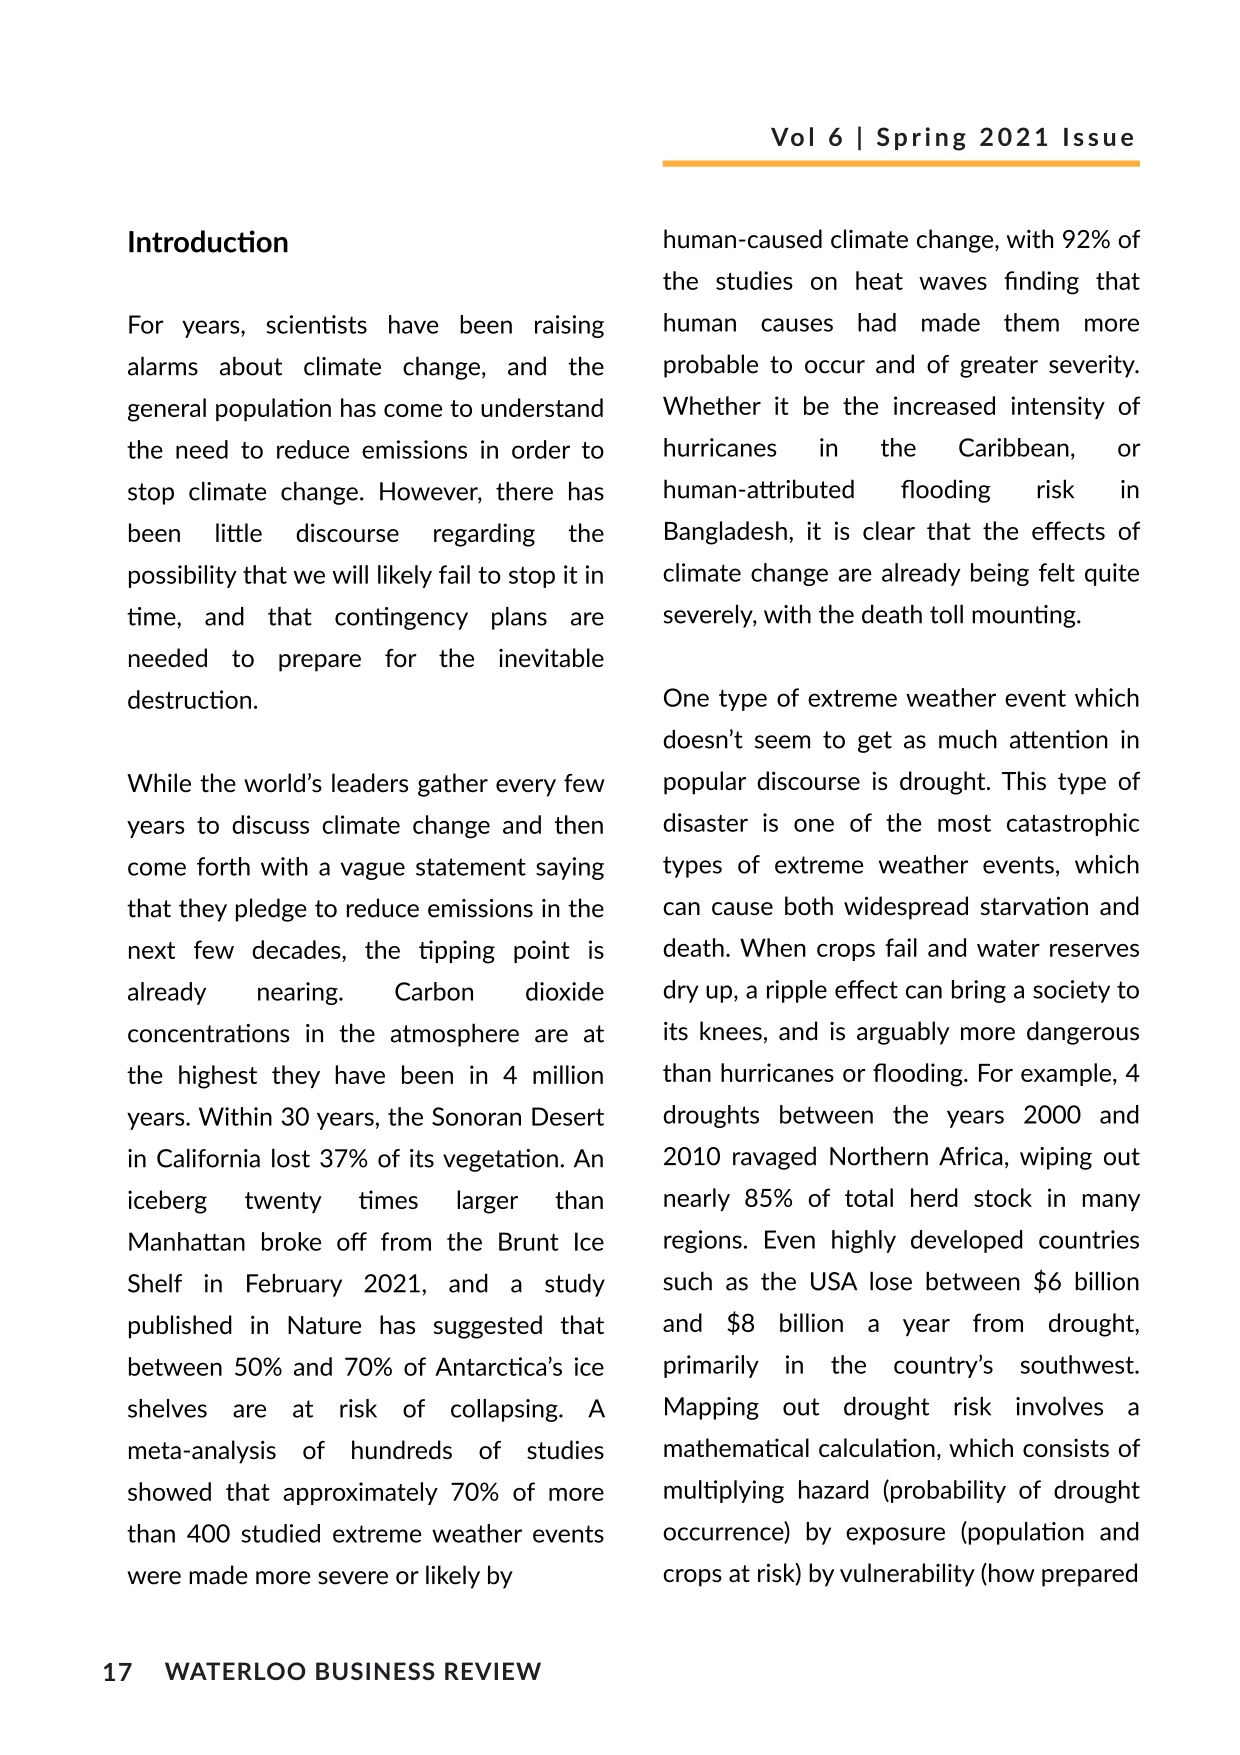 Vol 6 | Spring 2021 Issue
Introduction
For years, scientists have been raising
alarms about climate change, and the
general population has come to understand
the need to reduce emissions in order to
stop climate change. However, there has
been little discourse regarding the
possibility that we will likely fail to stop it in
time, and that contingency plans are
needed to prepare for the inevitable
destruction.
While the world’s leaders gather every few
years to discuss climate change and then
come forth with a vague statement saying
that they pledge to reduce emissions in the
next few decades, the tipping point is
already nearing. Carbon dioxide
concentrations in the atmosphere are at
the highest they have been in 4 million
years. Within 30 years, the Sonoran Desert
in California lost 37% of its vegetation. An
iceberg twenty times larger than
Manhattan broke off from the Brunt Ice
Shelf in February 2021, and a study
published in Nature has suggested that
between 50% and 70% of Antarctica’s ice
shelves are at risk of collapsing. A
meta-analysis of hundreds of studies
showed that approximately 70% of more
than 400 studied extreme weather events
were made more severe or likely by
human-caused climate change, with 92% of
the studies on heat waves finding that
human causes had made them more
probable to occur and of greater severity.
Whether it be the increased intensity of
hurricanes in the Caribbean, or
human-attributed flooding risk in
Bangladesh, it is clear that the effects of
climate change are already being felt quite
severely, with the death toll mounting.
One type of extreme weather event which
doesn’t seem to get as much attention in
popular discourse is drought. This type of
disaster is one of the most catastrophic
types of extreme weather events, which
can cause both widespread starvation and
death. When crops fail and water reserves
dry up, a ripple effect can bring a society to
its knees, and is arguably more dangerous
than hurricanes or flooding. For example, 4
droughts between the years 2000 and
2010 ravaged Northern Africa, wiping out
nearly 85% of total herd stock in many
regions. Even highly developed countries
such as the USA lose between $6 billion
and $8 billion a year from drought,
primarily in the country’s southwest.
Mapping out drought risk involves a
mathematical calculation, which consists of
multiplying hazard (probability of drought
occurrence) by exposure (population and
crops at risk) by vulnerability (how prepared
17 WATERLOO BUSINESS REVIEW